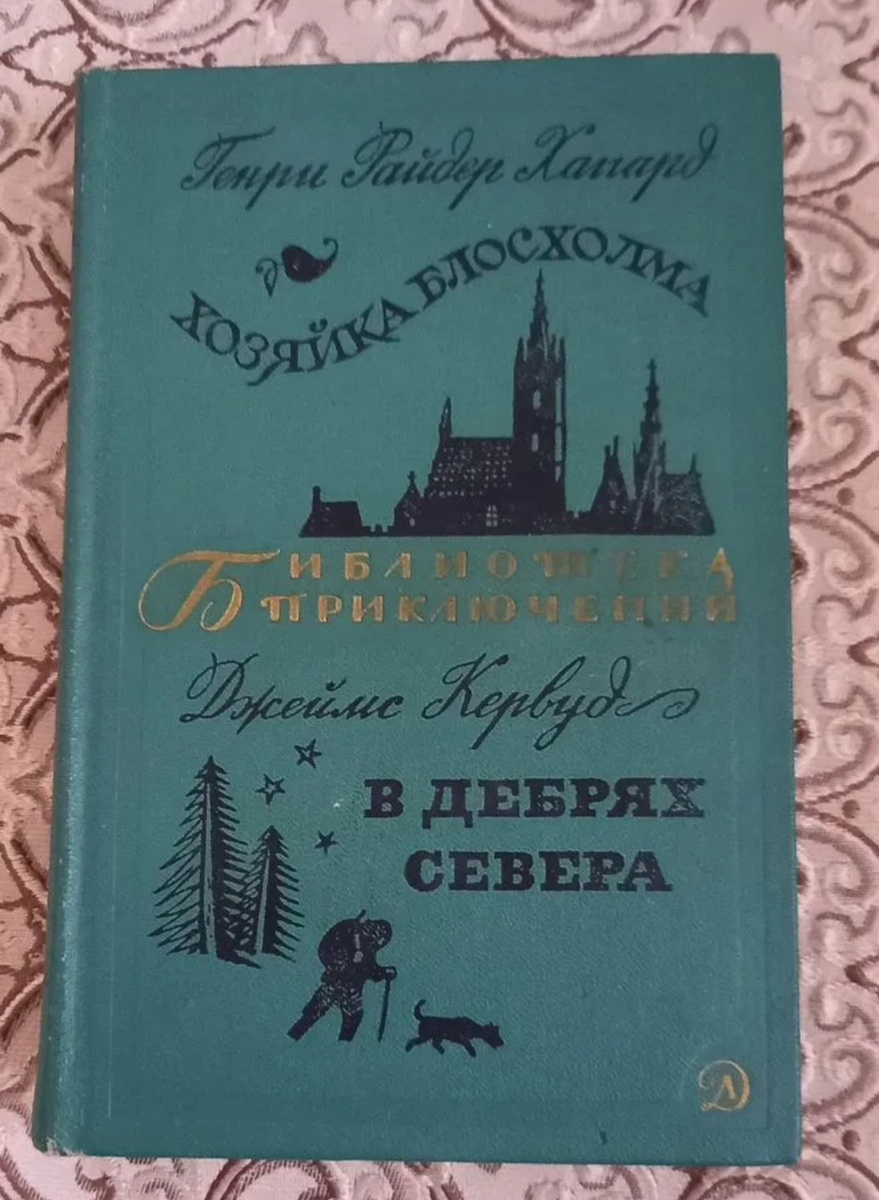 Генри Райдер Хаггард
ХОЗЯЙКА БЛОСХОЛМА
БИБЛИОТЕКА
ПРИКЛЮЧЕНИЙ
Джеймс Кервуд
В ДЕБРЯХ
СЕВЕРА
Д